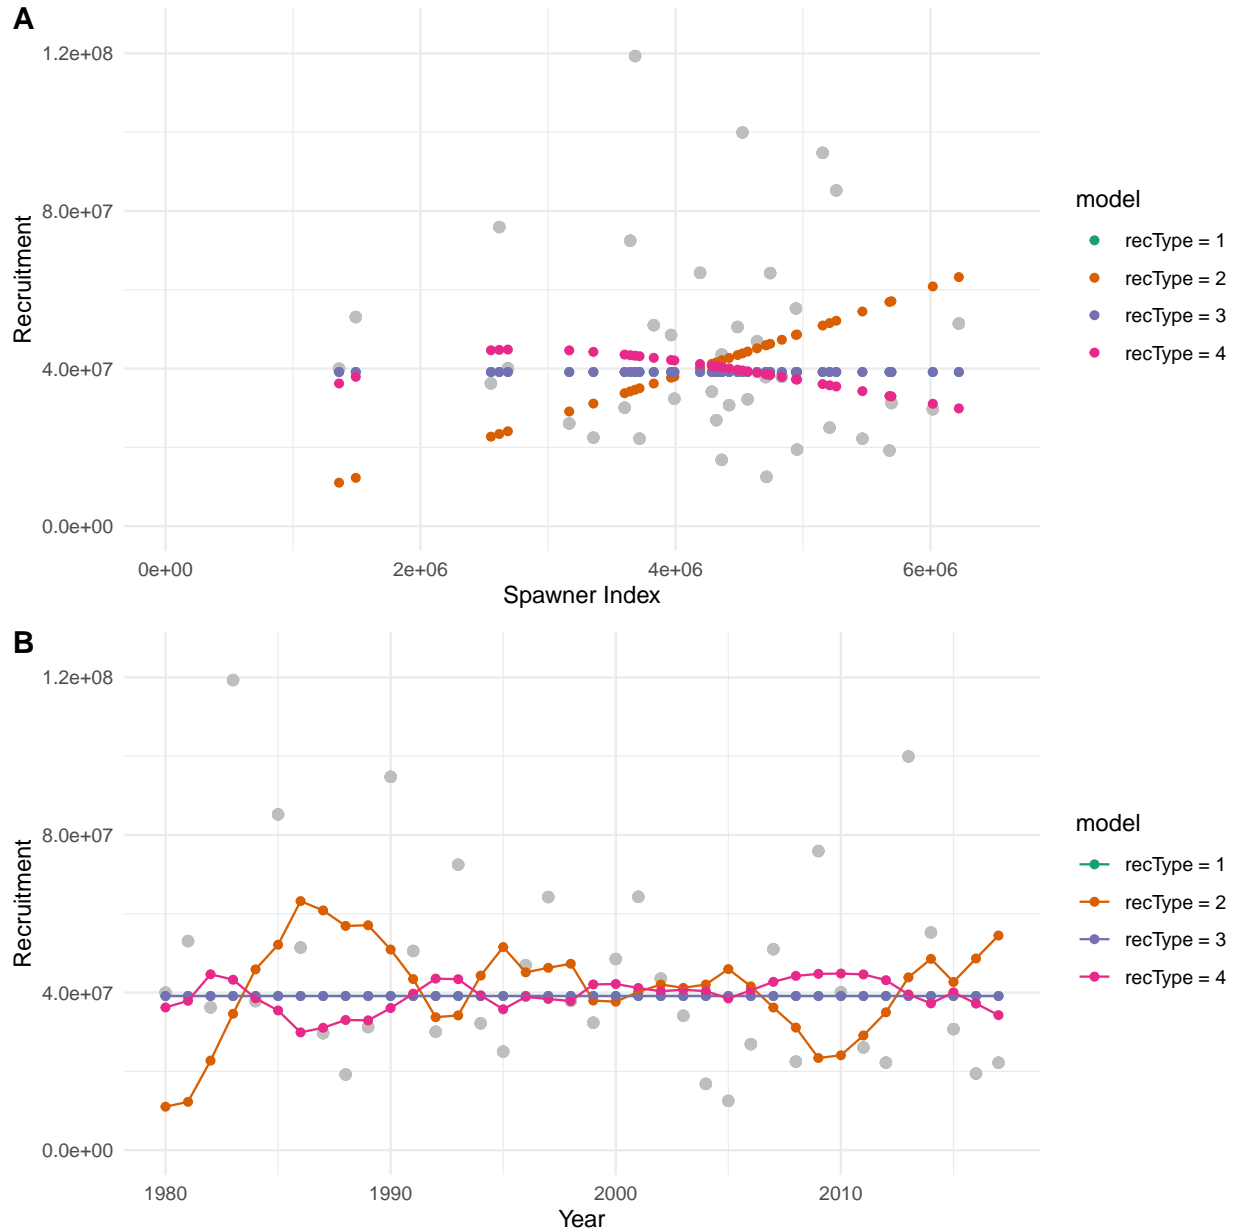 A
1.2e+08
8.0e+07
4.0e+07
0.0e+00
Recruitment
0e+00
2e+06
4e+06
6e+06
Spawner Index
model
recType = 1
recType = 2
recType = 3
recType = 4
B
1.2e+08
8.0e+07
4.0e+07
0.0e+00
Recruitment
1980
1990
2000
2010
Year
model
recType = 1
recType = 2
recType = 3
recType = 4